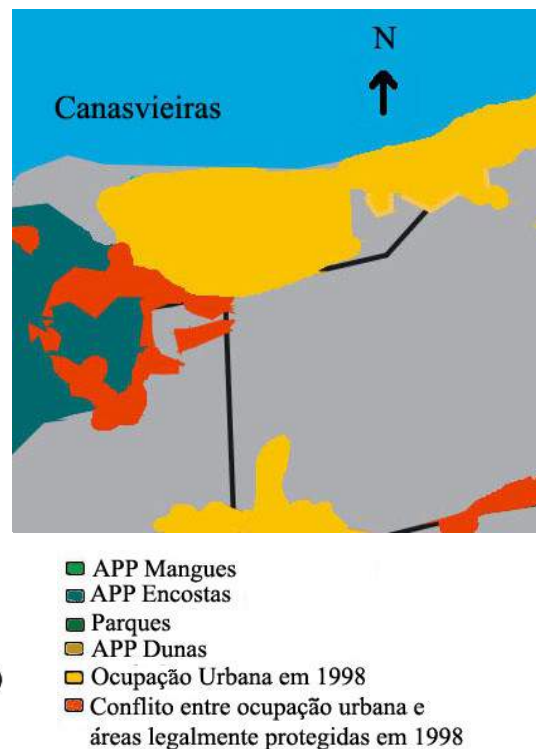 N
Canasvieiras
APP Mangues
APP Encostas
Parques
APP Dunas
Ocupação Urbana em 1998
Conflito entre ocupação urbana e
áreas legalmente protegidas em 1998